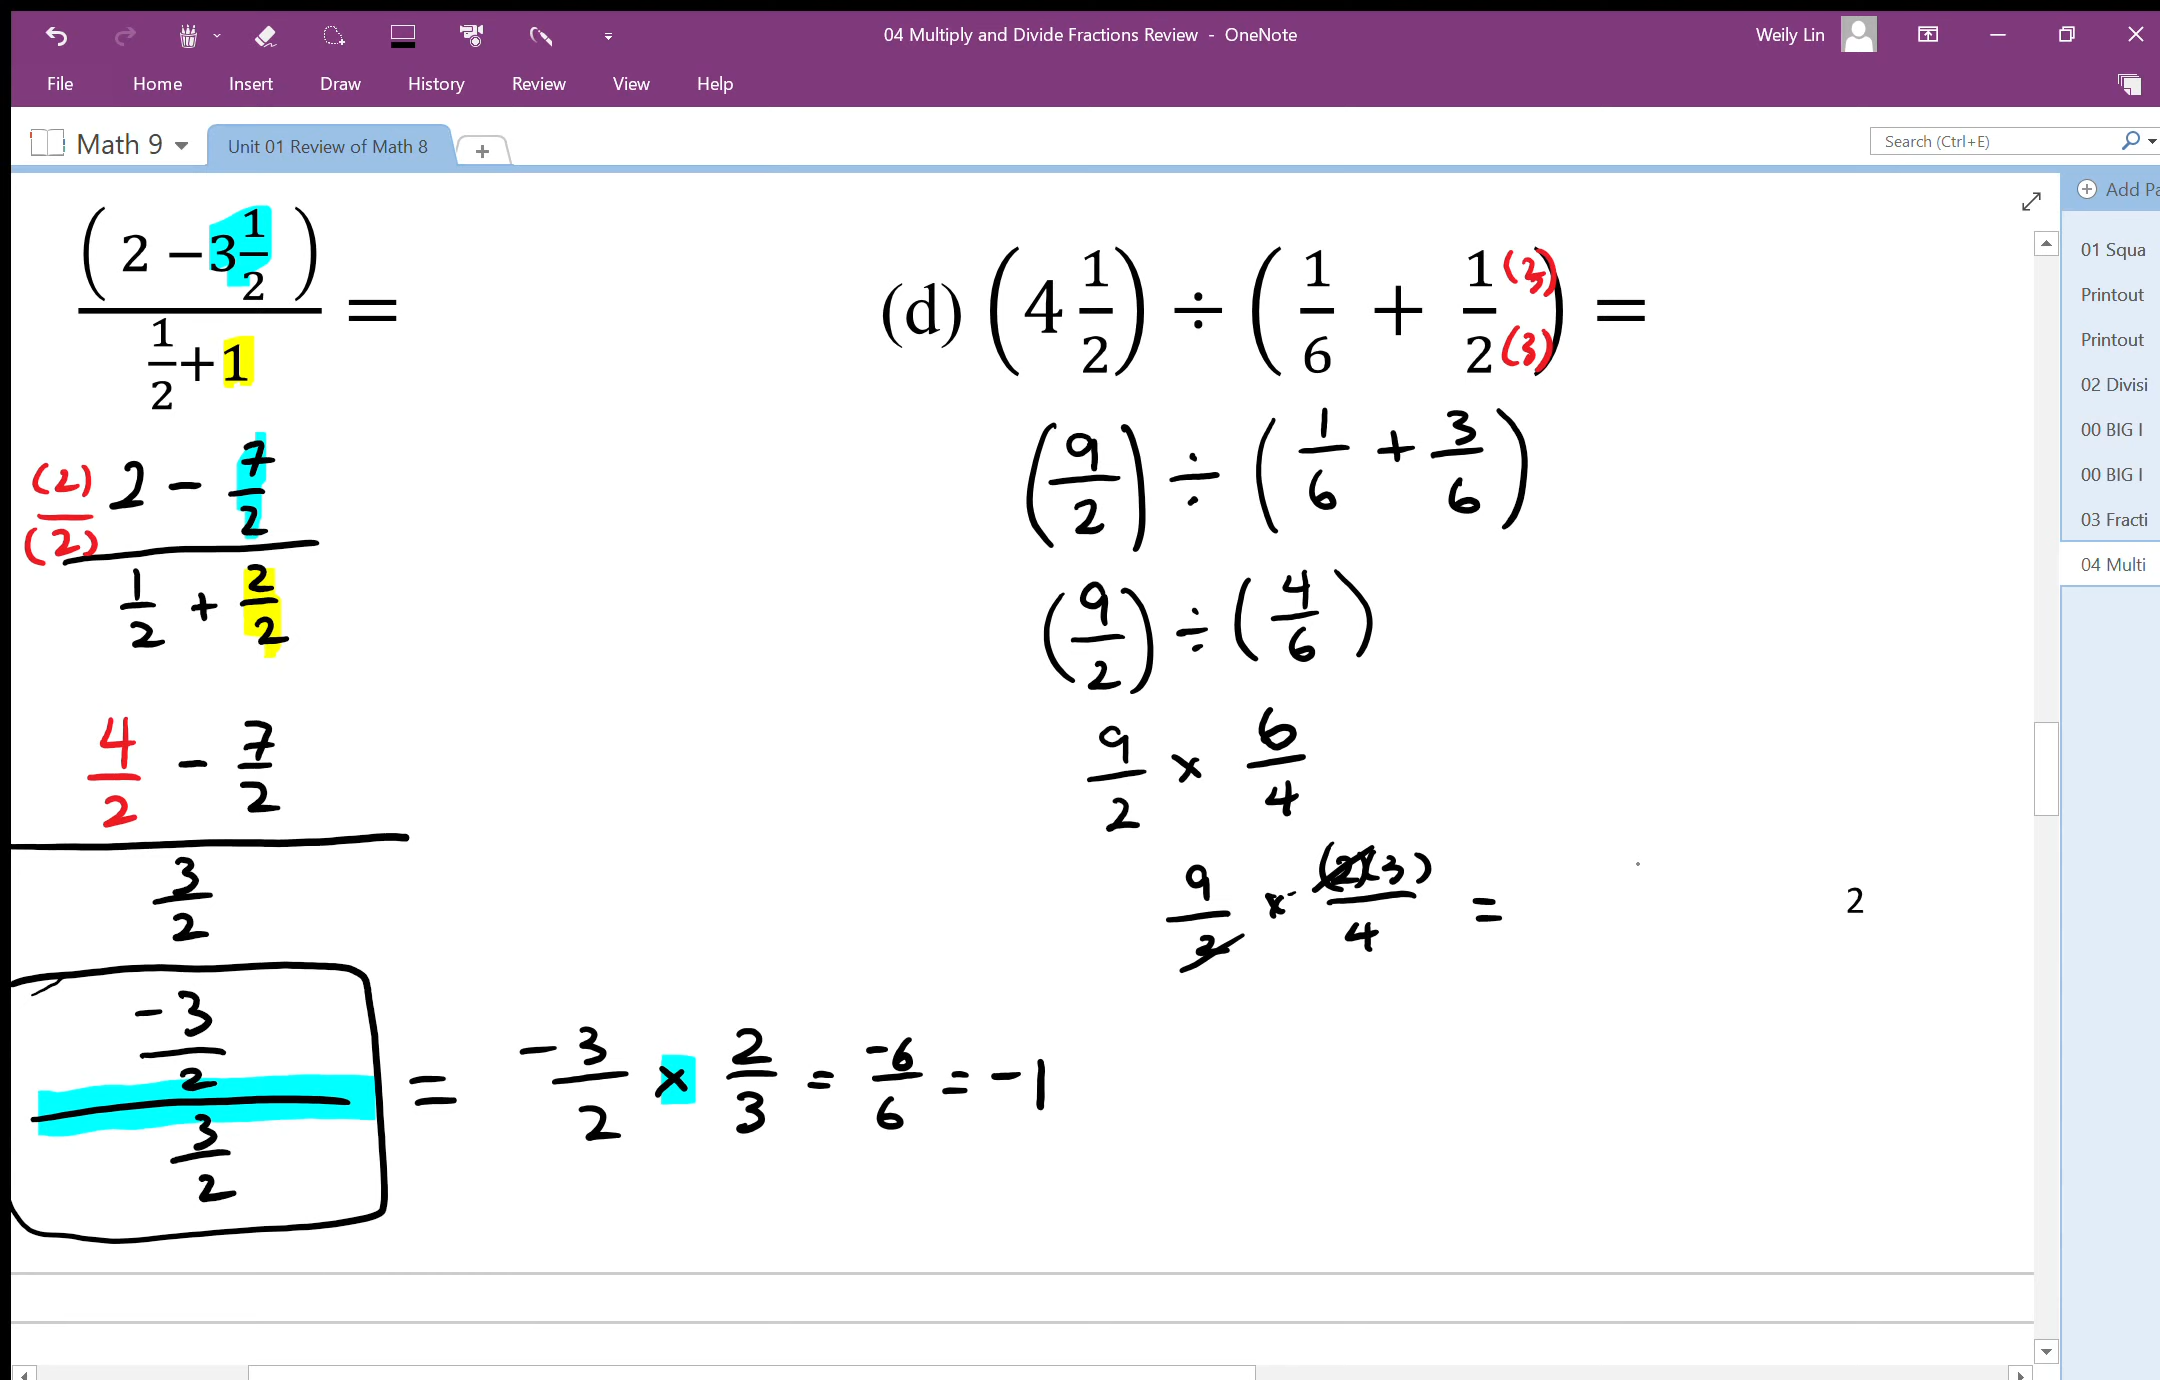 04 Multiply and Divide Fractions Review - OneNote
Weily Lin
File Home Insert Draw History Review View Help
Math 9
Unit 01 Review of Math 8
+
Search (Ctrl+E)
Add Pa
01 Squa
Printout
Printout
02 Divisi
00 BIG I
00 BIG I
03 Fracti
04 Multi
( 2 − 3 1/2 )
/ (1/2 + 1) =
(2)/(2) 2 − 7/2
1/2 + 2/2
4/2 − 7/2
3/2
−3/2
3/2
= −3/2 × 2/3 = −6/6 = −1
(d) (4 1/2) ÷ (1/6 + 1(3)/2(3)) =
(9/2) ÷ (1/6 + 3/6)
(9/2) ÷ (4/6)
9/2 × 6/4
9/2 × (2)(3)/4 =
2